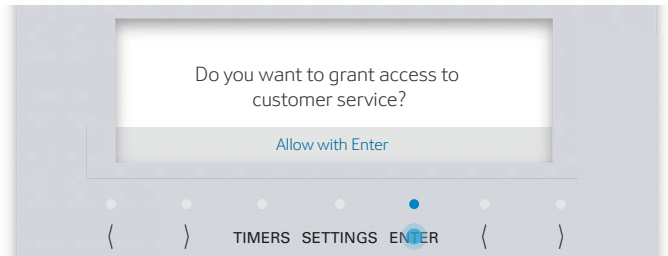 Do you want to grant access to
customer service?
Allow with Enter
⟨ ⟩ TIMERS SETTINGS ENTER ⟨ ⟩